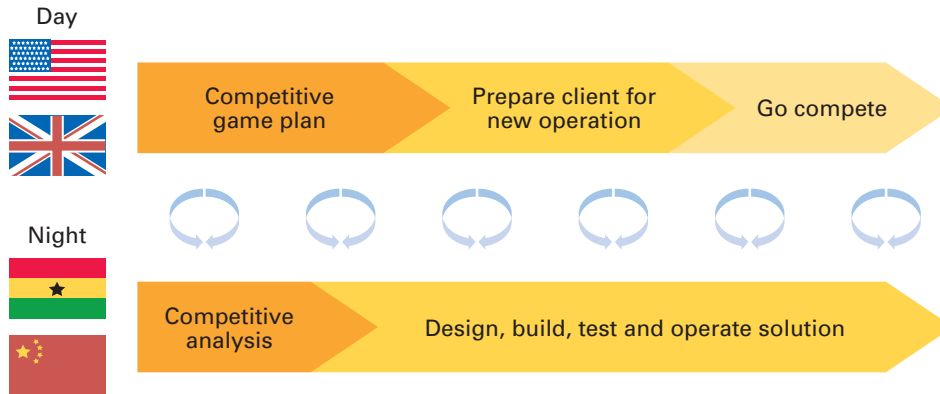 Day
Competitive
game plan
Prepare client for
new operation
Go compete
Night
Competitive
analysis
Design, build, test and operate solution